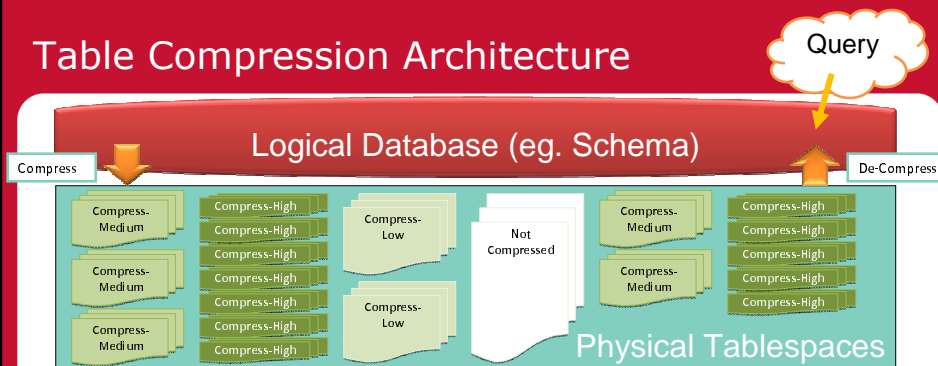 Table Compression Architecture
Query
Logical Database (eg. Schema)
Compress
De-Compress
Compress-
Medium
Compress-
Medium
Compress-
Medium
Compress-High
Compress-High
Compress-High
Compress-High
Compress-High
Compress-High
Compress-High
Compress-
Low
Compress-
Low
Not
Compressed
Compress-
Medium
Compress-
Medium
Compress-High
Compress-High
Compress-High
Compress-High
Compress-High
Physical Tablespaces